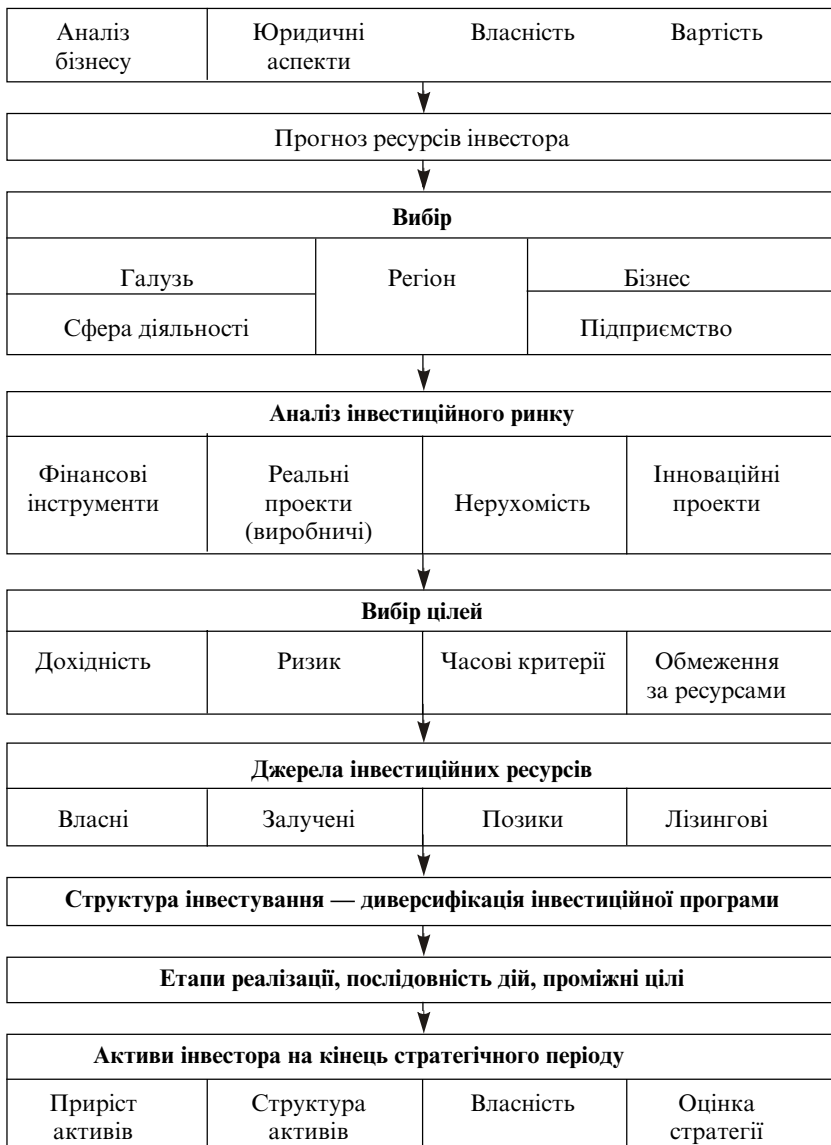 Аналіз Юридичні Власність Вартість
бізнесу аспекти
Прогноз ресурсів інвестора
Вибір
Галузь Регіон Бізнес
Сфера діяльності Підприємство
Аналіз інвестиційного ринку
Фінансові Реальні Інноваційні
інструменти проекти Нерухомість проекти
(виробничі)
Вибір цілей
Дохідність Ризик Часові критерії Обмеження
за ресурсами
Джерела інвестиційних ресурсів
Власні Залучені Позики Лізингові
Структура інвестування — диверсифікація інвестиційної програми
Етапи реалізації, послідовність дій, проміжні цілі
Активи інвестора на кінець стратегічного періоду
Приріст Структура Власність Оцінка
активів активів стратегії